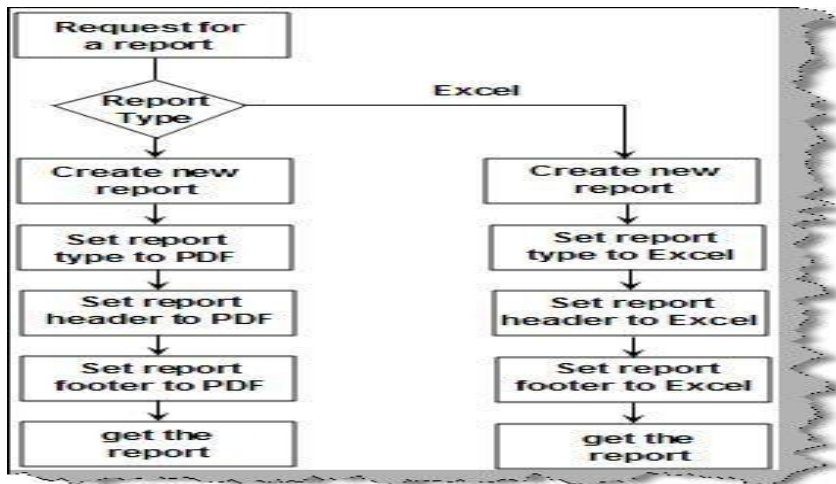 Request for
a report
Report
Type
Excel
Create new
report
Set report
type to PDF
Set report
header to PDF
Set report
footer to PDF
get the
report
Create new
report
Set report
type to Excel
Set report
header to Excel
Set report
footer to Excel
get the
report